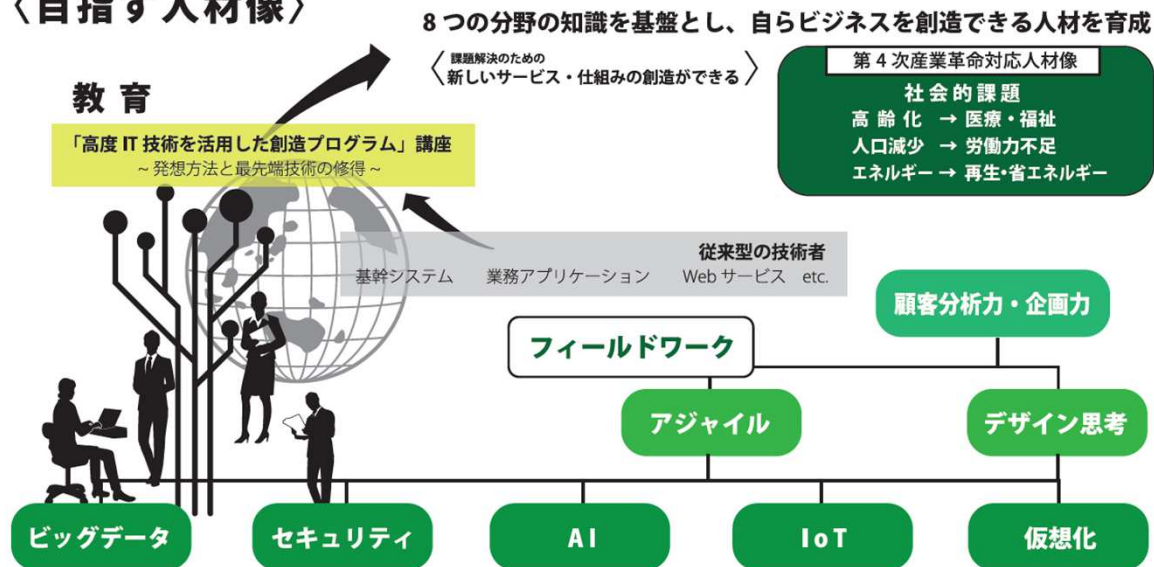 〈目指す人材像〉
8つの分野の知識を基盤とし、自らビジネスを創造できる人材を育成
〈課題解決のための
新しいサービス・仕組みの創造ができる〉
第4次産業革命対応人材像
社会的課題
高齢化 → 医療・福祉
人口減少 → 労働力不足
エネルギー → 再生・省エネルギー
教育
「高度IT技術を活用した創造プログラム」講座
~発想方法と最先端技術の修得~
従来型の技術者
基幹システム 業務アプリケーション Webサービス etc.
顧客分析力・企画力
フィールドワーク
アジャイル
デザイン思考
ビッグデータ
セキュリティ
AI
IoT
仮想化